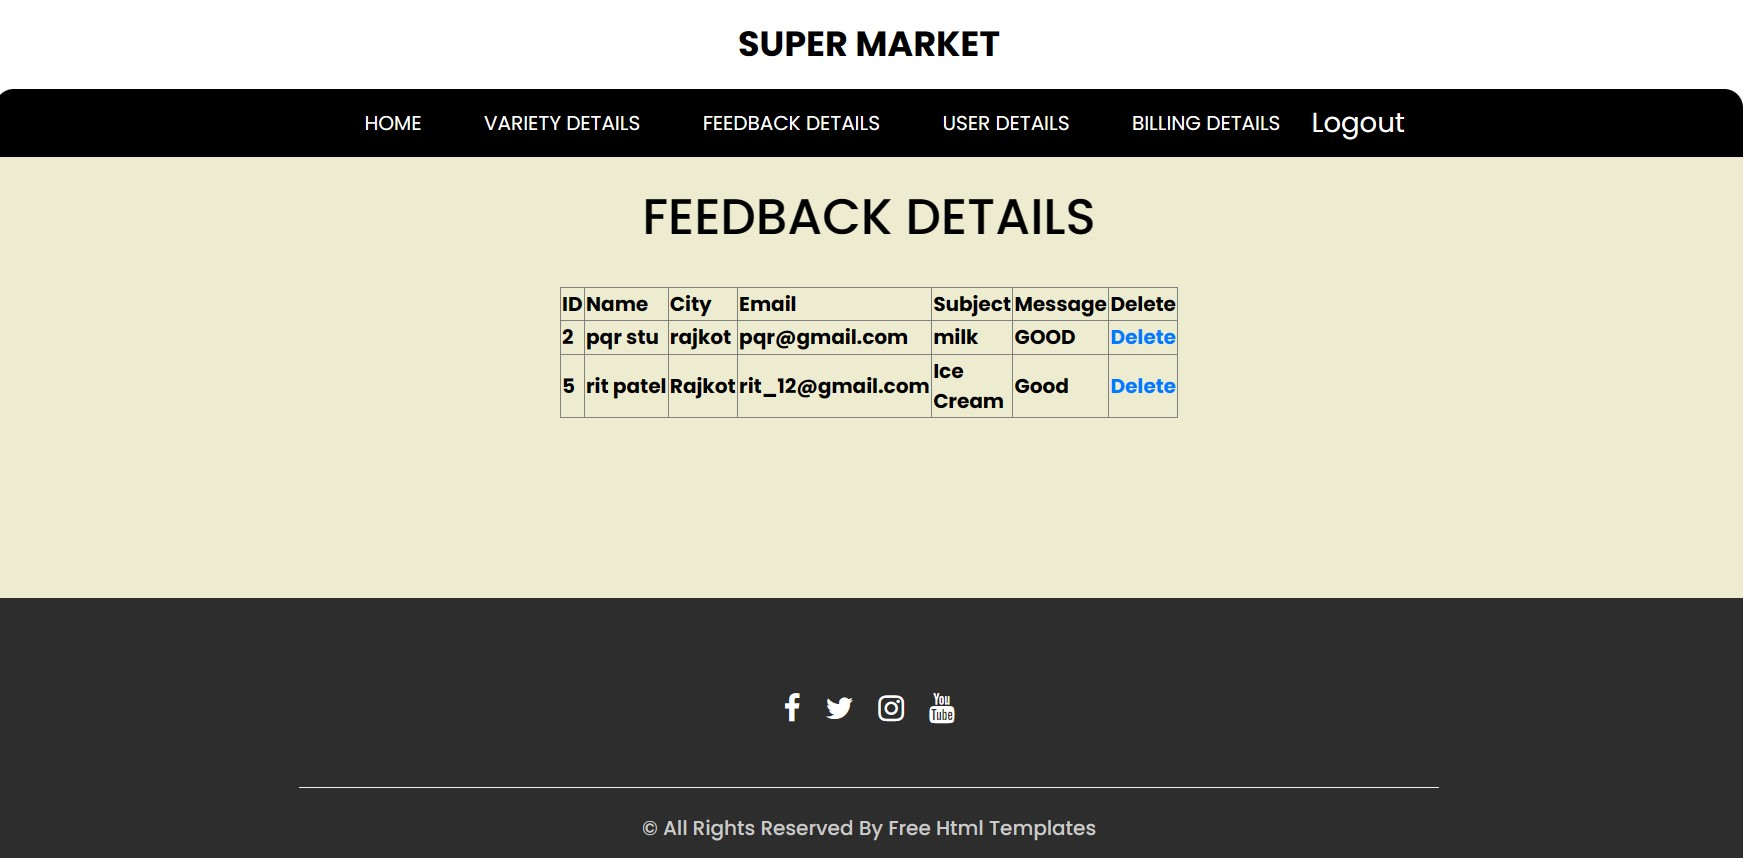 SUPER MARKET
HOME VARIETY DETAILS FEEDBACK DETAILS USER DETAILS BILLING DETAILS Logout
FEEDBACK DETAILS
ID Name City Email Subject Message Delete
2 pqr stu rajkot pqr@gmail.com milk GOOD Delete
5 rit patel Rajkot rit_12@gmail.com Ice Cream Good Delete
You
Tube
© All Rights Reserved By Free Html Templates